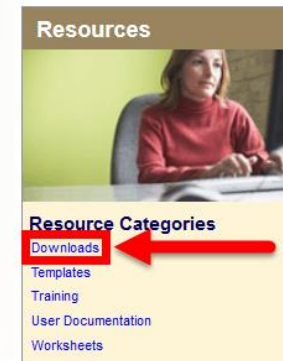 Resources
Resource Categories
Downloads
Templates
Training
User Documentation
Worksheets